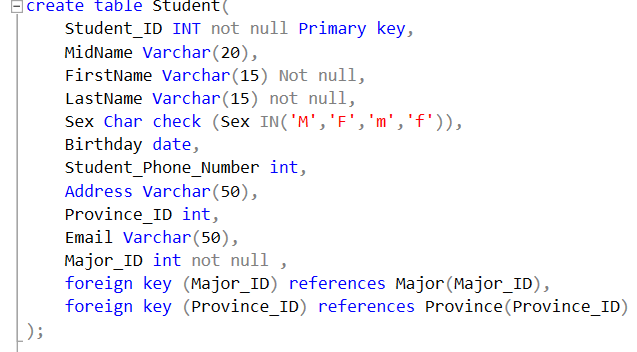 create table Student(
Student_ID INT not null Primary key,
MidName Varchar(20),
FirstName Varchar(15) Not null,
LastName Varchar(15) not null,
Sex Char check (Sex IN('M','F','m','f')),
Birthday date,
Student_Phone_Number int,
Address Varchar(50),
Province_ID int,
Email Varchar(50),
Major_ID int not null ,
foreign key (Major_ID) references Major(Major_ID),
foreign key (Province_ID) references Province(Province_ID)
);